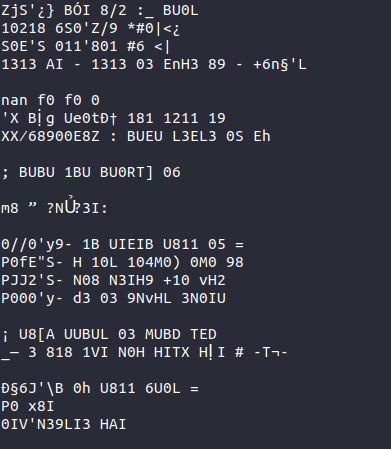 ZjS'¿} BÓI 8/2 :_ BU0L
10218 6S0'Z/9 *#0|<¿
S0E'S 011'801 #6 <|
1313 AI - 1313 03 EnH3 89 - +6n§'L
nan f0 f0 0
'X Bịg Ue0tĐ† 181 1211 19
XX/68900E8Z : BUEU L3EL3 0S Eh
; BUBU 1BU BU0RT] 06
m8 ” ?NỦ?3I:
0//0'y9- 1B UIEIB U811 05 =
P0fE"S- H 10L 104M0) 0M0 98
PJJ2'S- N08 N3IH9 +10 vH2
P000'y- d3 03 9NvHL 3N0IU
¡ U8[A UUBUL 03 MUBD TED
_— 3 818 1VI N0H HITX HỊI # -T¬-
Đ§6J'\B 0h U811 6U0L =
P0 x8I
0IV'N39LI3 HAI